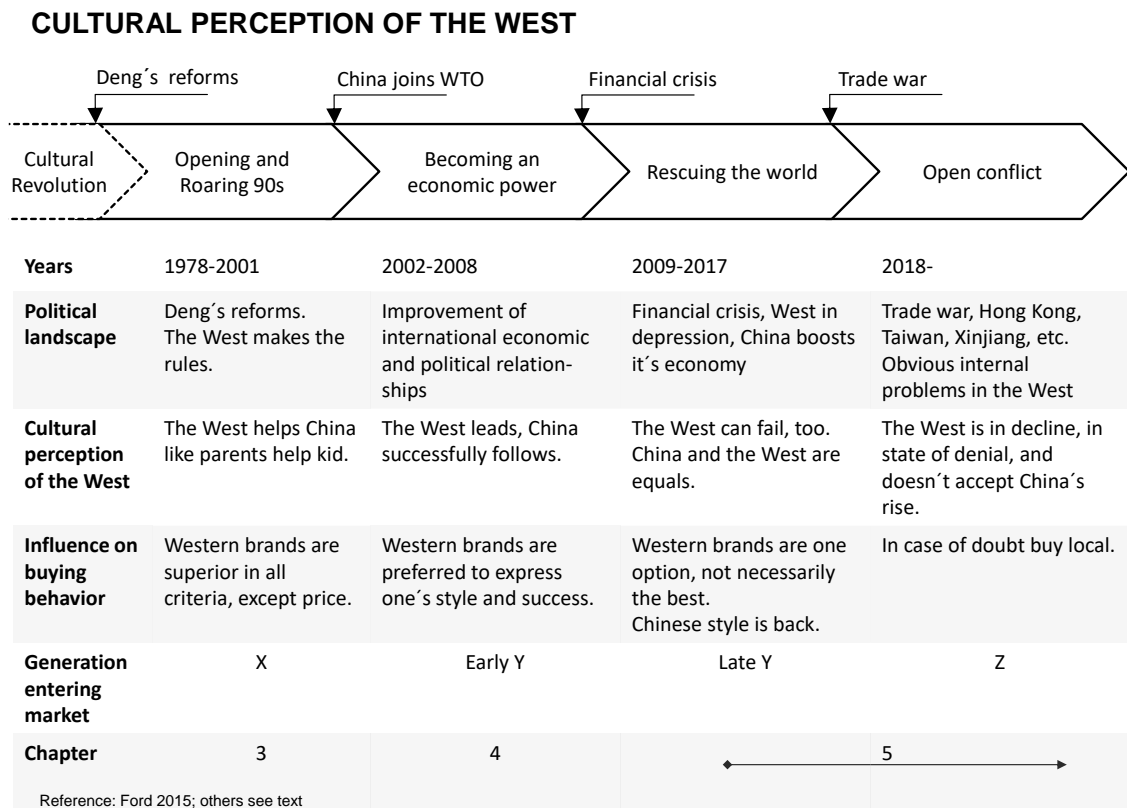 CULTURAL PERCEPTION OF THE WEST
Deng´s reforms
China joins WTO
Financial crisis
Trade war
Cultural
Revolution
Opening and
Roaring 90s
Becoming an
economic power
Rescuing the world
Open conflict
Years
1978-2001
2002-2008
2009-2017
2018-
Political
landscape
Deng´s reforms.
The West makes the
rules.
Improvement of
international economic
and political relation-
ships
Financial crisis, West in
depression, China boosts
it´s economy
Trade war, Hong Kong,
Taiwan, Xinjiang, etc.
Obvious internal
problems in the West
Cultural
perception
of the West
The West helps China
like parents help kid.
The West leads, China
successfully follows.
The West can fail, too.
China and the West are
equals.
The West is in decline, in
state of denial, and
doesn´t accept China´s
rise.
Influence on
buying
behavior
Western brands are
superior in all
criteria, except price.
Western brands are
preferred to express
one´s style and success.
Western brands are one
option, not necessarily
the best.
Chinese style is back.
In case of doubt buy local.
Generation
entering
market
X
Early Y
Late Y
Z
Chapter
3
4
5
Reference: Ford 2015; others see text